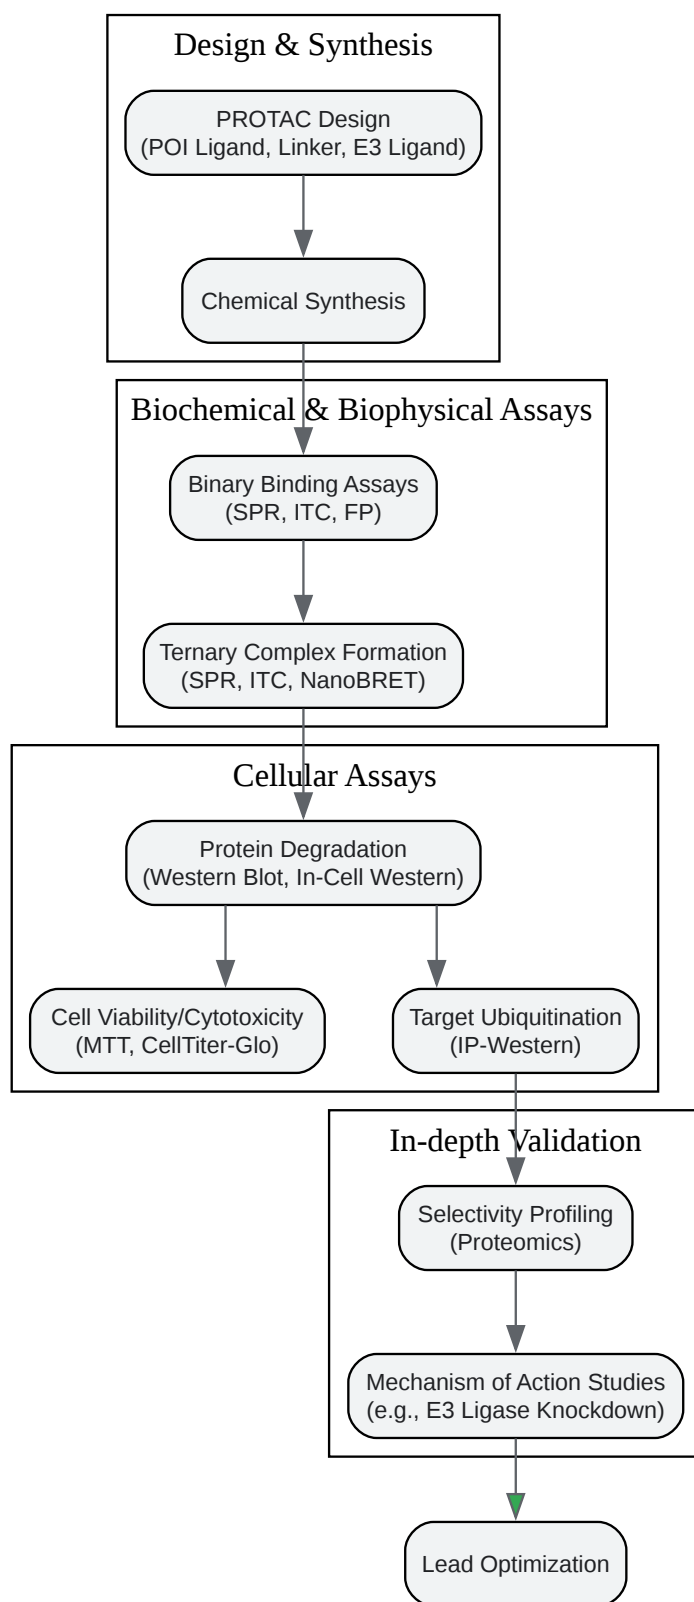 Design & Synthesis
PROTAC Design
(POI Ligand, Linker, E3 Ligand)
Chemical Synthesis
Biochemical & Biophysical Assays
Binary Binding Assays
(SPR, ITC, FP)
Ternary Complex Formation
(SPR, ITC, NanoBRET)
Cellular Assays
Protein Degradation
(Western Blot, In-Cell Western)
Cell Viability/Cytotoxicity
(MTT, CellTiter-Glo)
Target Ubiquitination
(IP-Western)
In-depth Validation
Selectivity Profiling
(Proteomics)
Mechanism of Action Studies
(e.g., E3 Ligase Knockdown)
Lead Optimization